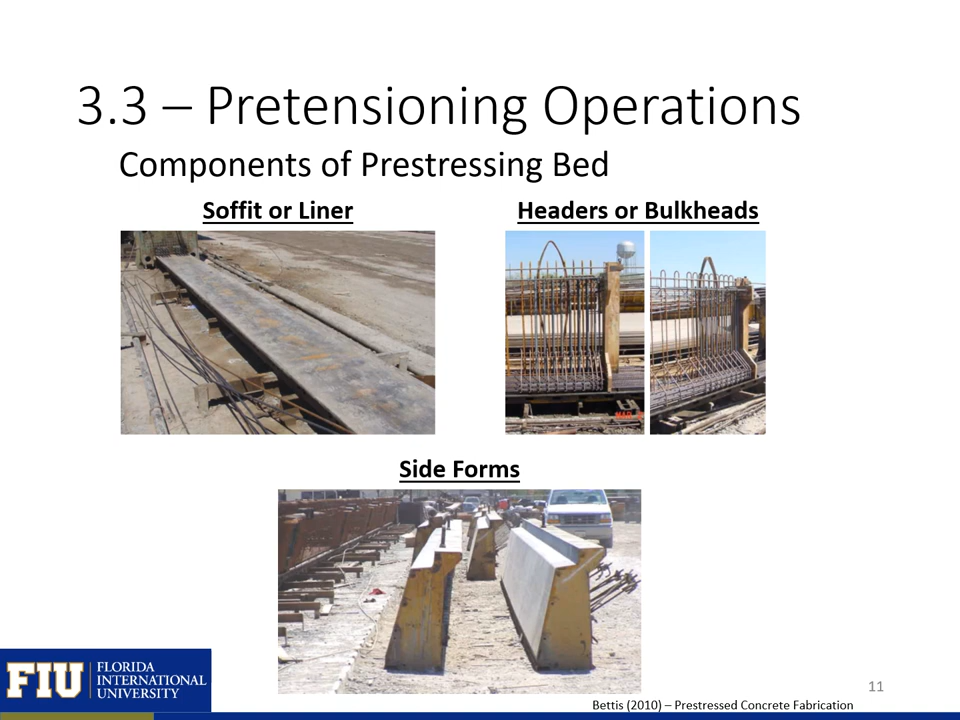 3.3 – Pretensioning Operations
Components of Prestressing Bed
Soffit or Liner
Headers or Bulkheads
Side Forms
FIU
FLORIDA
INTERNATIONAL
UNIVERSITY
11
Bettis (2010) – Prestressed Concrete Fabrication